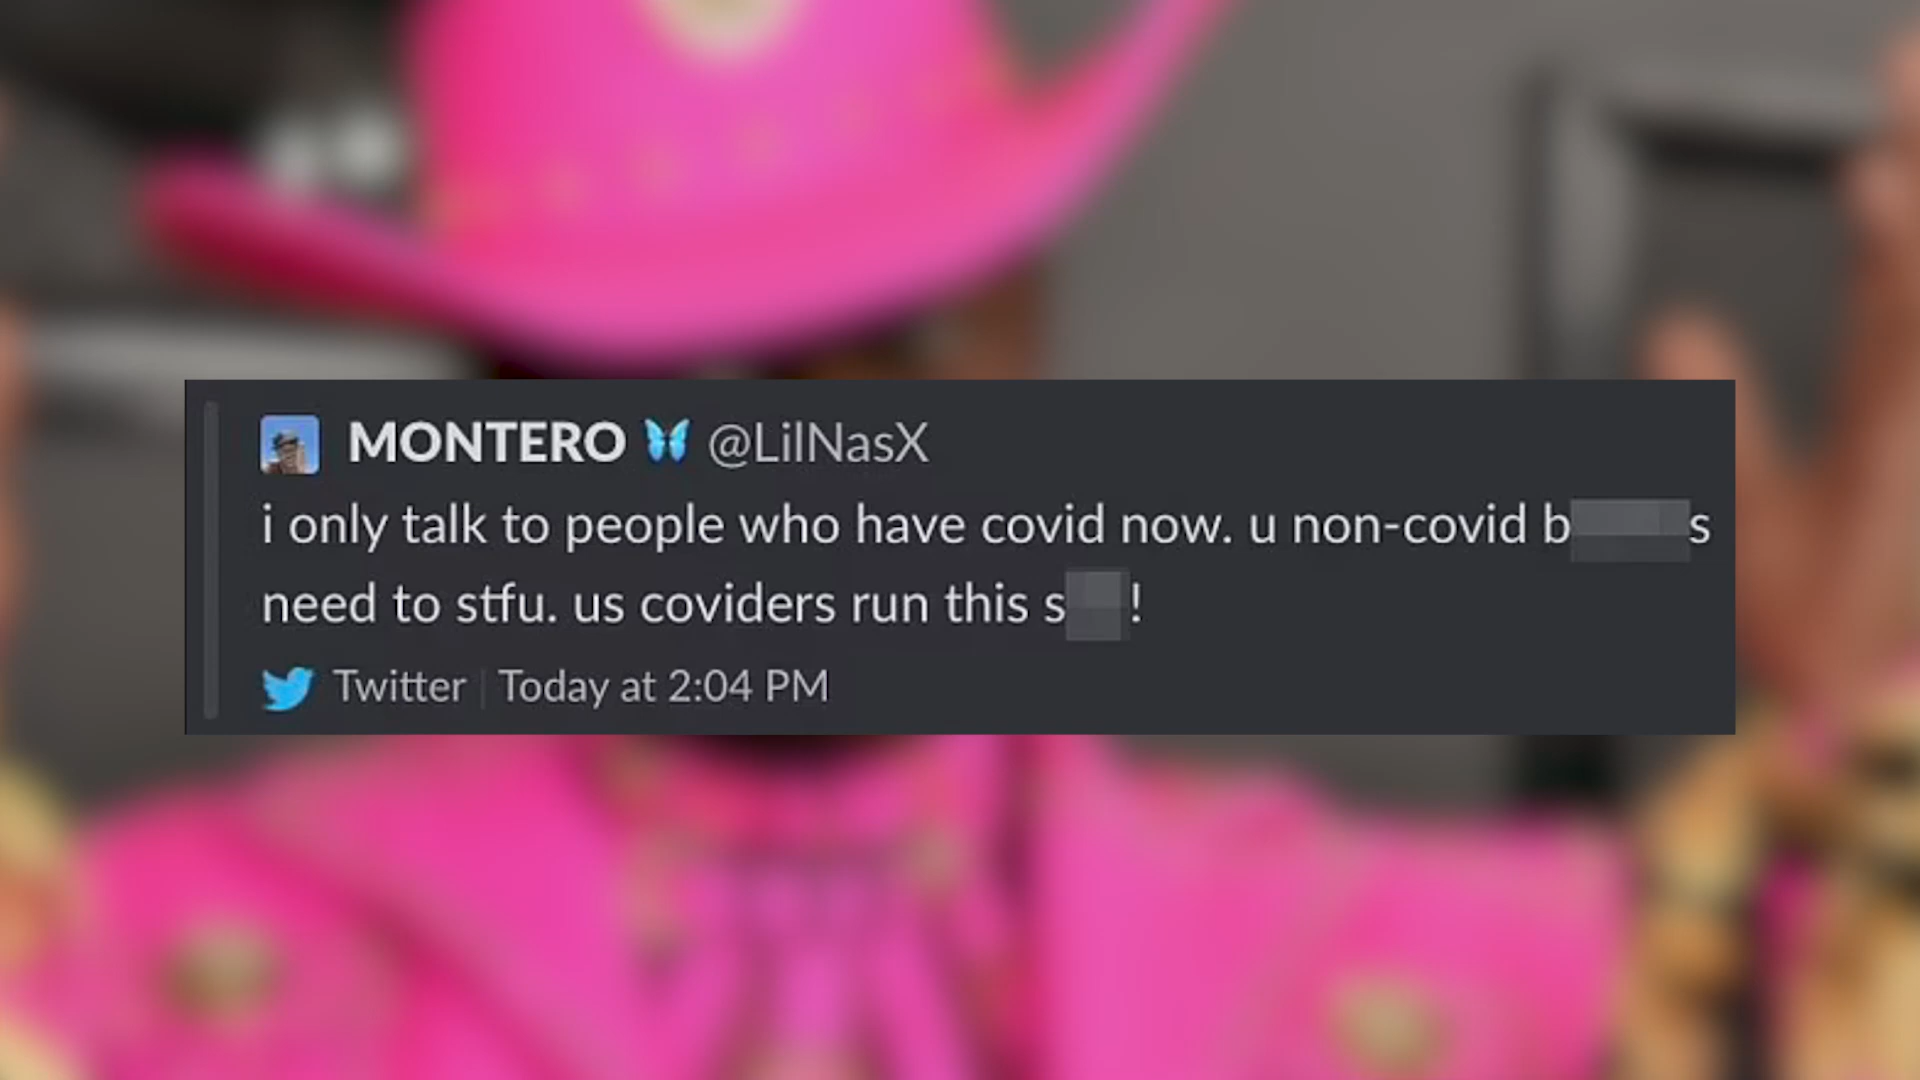 MONTERO 🦋 @LilNasX
i only talk to people who have covid now. u non-covid b s
need to stfu. us coviders run this s !
Twitter | Today at 2:04 PM